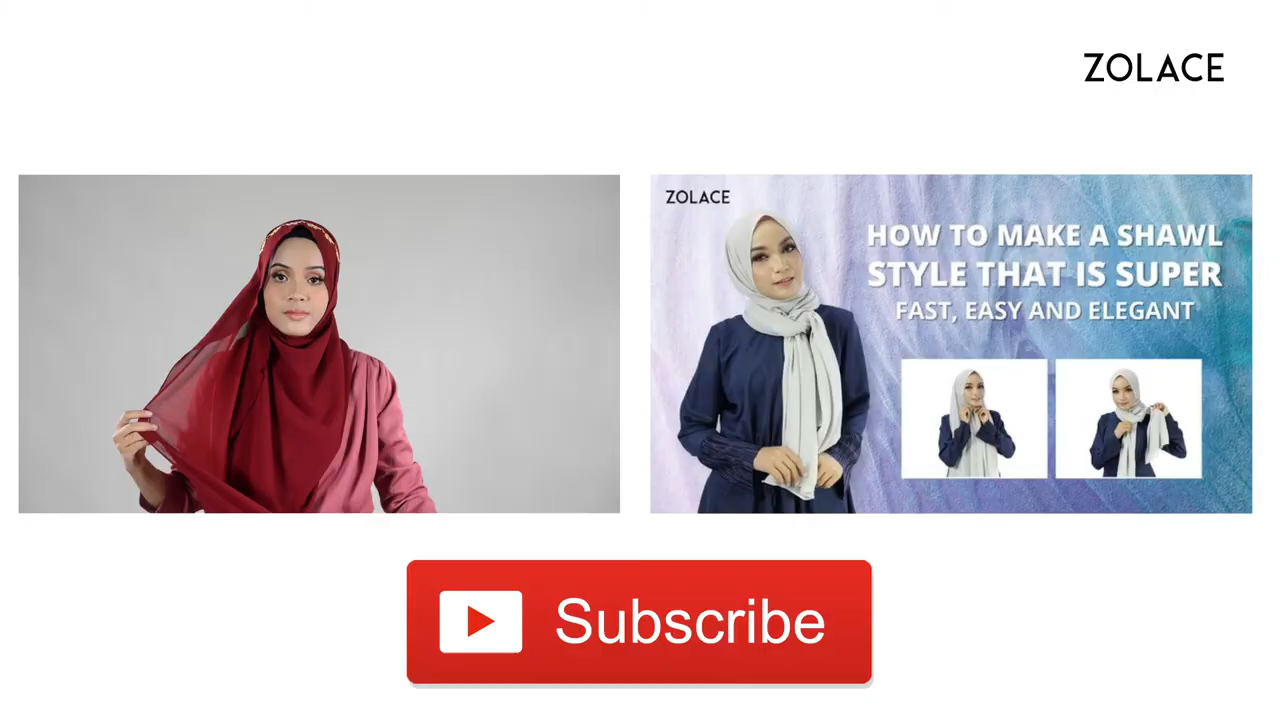 ZOLACE
ZOLACE
HOW TO MAKE A SHAWL
STYLE THAT IS SUPER
FAST, EASY AND ELEGANT
Subscribe